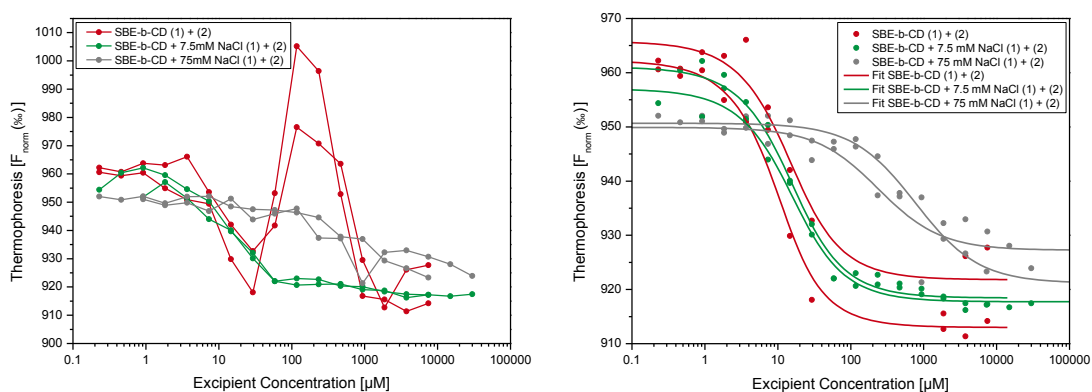 SBE-b-CD (1) + (2)
SBE-b-CD + 7.5mM NaCl (1) + (2)
SBE-b-CD + 75mM NaCl (1) + (2)
1010
1000
990
980
970
960
950
940
930
920
910
900
0.1 1 10 100 1000 10000 100000
Thermophoresis [Fnorm (‰)]
Excipient Concentration [µM]
SBE-b-CD (1) + (2)
SBE-b-CD + 7.5 mM NaCl (1) + (2)
SBE-b-CD + 75 mM NaCl (1) + (2)
Fit SBE-b-CD (1) + (2)
Fit SBE-b-CD + 7.5 mM NaCl (1) + (2)
Fit SBE-b-CD + 75 mM NaCl (1) + (2)
970
960
950
940
930
920
910
0.1 1 10 100 1000 10000 100000
Thermophoresis [Fnorm (‰)]
Excipient Concentration [µM]